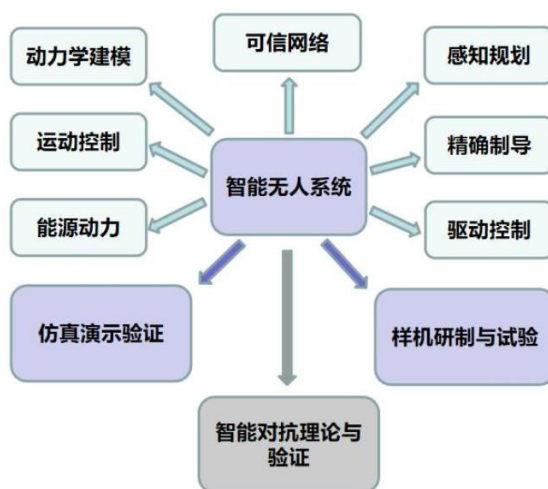 可信网络
动力学建模
感知规划
运动控制
精确制导
智能无人系统
能源动力
驱动控制
仿真演示验证
样机研制与试验
智能对抗理论与
验证